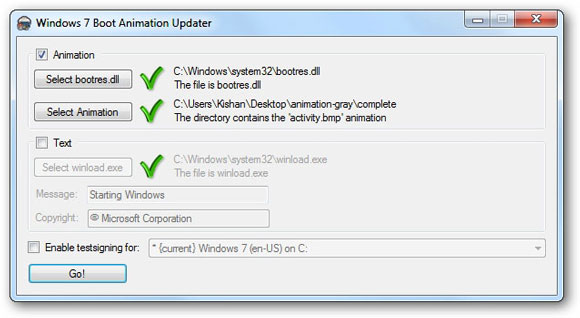 Windows 7 Boot Animation Updater
Animation
Select bootres.dll
C:\Windows\system32\bootres.dll
The file is bootres.dll
Select Animation
C:\Users\Kishan\Desktop\animation-gray\complete
The directory contains the 'activity.bmp' animation
Text
Select winload.exe
C:\Windows\system32\winload.exe
The file is winload.exe
Message: Starting Windows
Copyright: © Microsoft Corporation
Enable testsigning for: * {current} Windows 7 (en-US) on C:
Go!